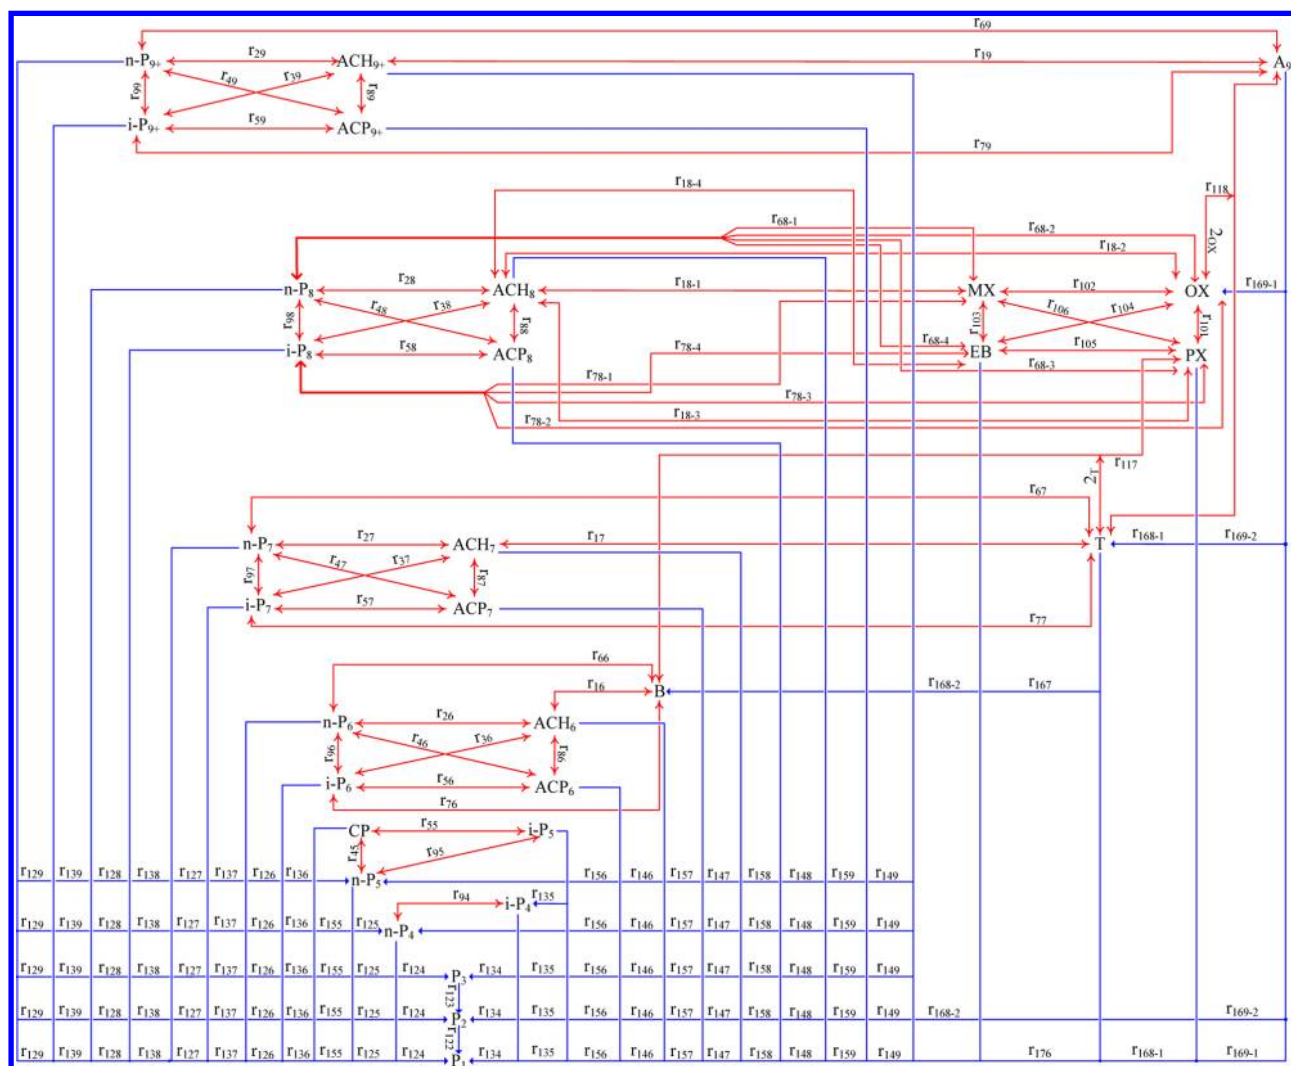 r69
n-P9+ r29 ACH9+ r19 A9
r99 r49 r39 r89
i-P9+ r59 ACP9+
r79
r18-4 r118
r68-1 r68-2 2OX
r18-2
n-P8 r28 ACH8 r18-1 MX r102 OX r169-1
r98 r48 r38 r88 r103 r106 r104 r101
i-P8 r58 ACP8 r78-4 r68-4 EB r105 PX
r78-1 r68-3
r78-3
r78-2 r18-3
2T r117
r67
n-P7 r27 ACH7 r17 T r168-1 r169-2
r97 r47 r37 r87
i-P7 r57 ACP7
r77
r66
r16 B r168-2 r167
n-P6 r26 ACH6
r96 r46 r36 r86
i-P6 r56 ACP6
r76
CP r55 i-P5
r45 r95
r129 r139 r128 r138 r127 r137 r126 r136 n-P5 r156 r146 r157 r147 r158 r148 r159 r149
r94 i-P4 r135
r129 r139 r128 r138 r127 r137 r126 r136 r155 r125 n-P4 r156 r146 r157 r147 r158 r148 r159 r149
r129 r139 r128 r138 r127 r137 r126 r136 r155 r125 r124 P3 r134 r135 r156 r146 r157 r147 r158 r148 r159 r149
r123
r129 r139 r128 r138 r127 r137 r126 r136 r155 r125 r124 P2 r134 r135 r156 r146 r157 r147 r158 r148 r159 r149 r168-2 r169-2
r122
r129 r139 r128 r138 r127 r137 r126 r136 r155 r125 r124 P1 r134 r135 r156 r146 r157 r147 r158 r148 r159 r149 r176 r168-1 r169-1